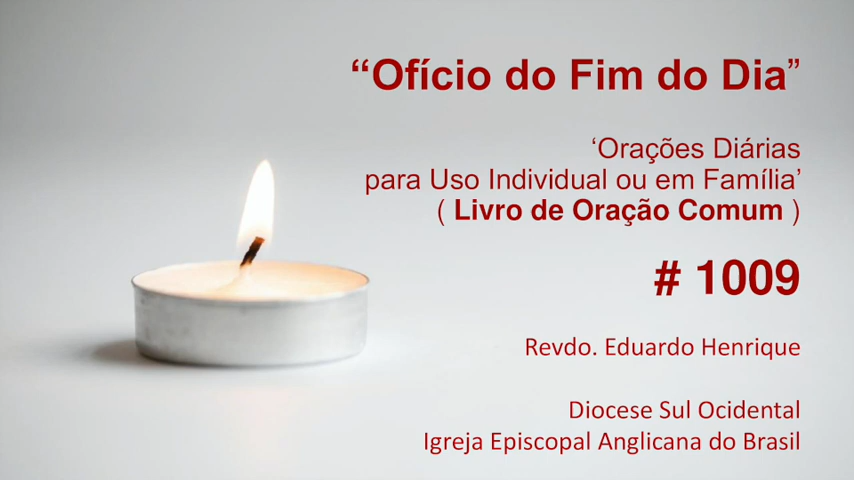 “Ofício do Fim do Dia”
‘Orações Diárias
para Uso Individual ou em Família’
( Livro de Oração Comum )
# 1009
Revdo. Eduardo Henrique
Diocese Sul Ocidental
Igreja Episcopal Anglicana do Brasil